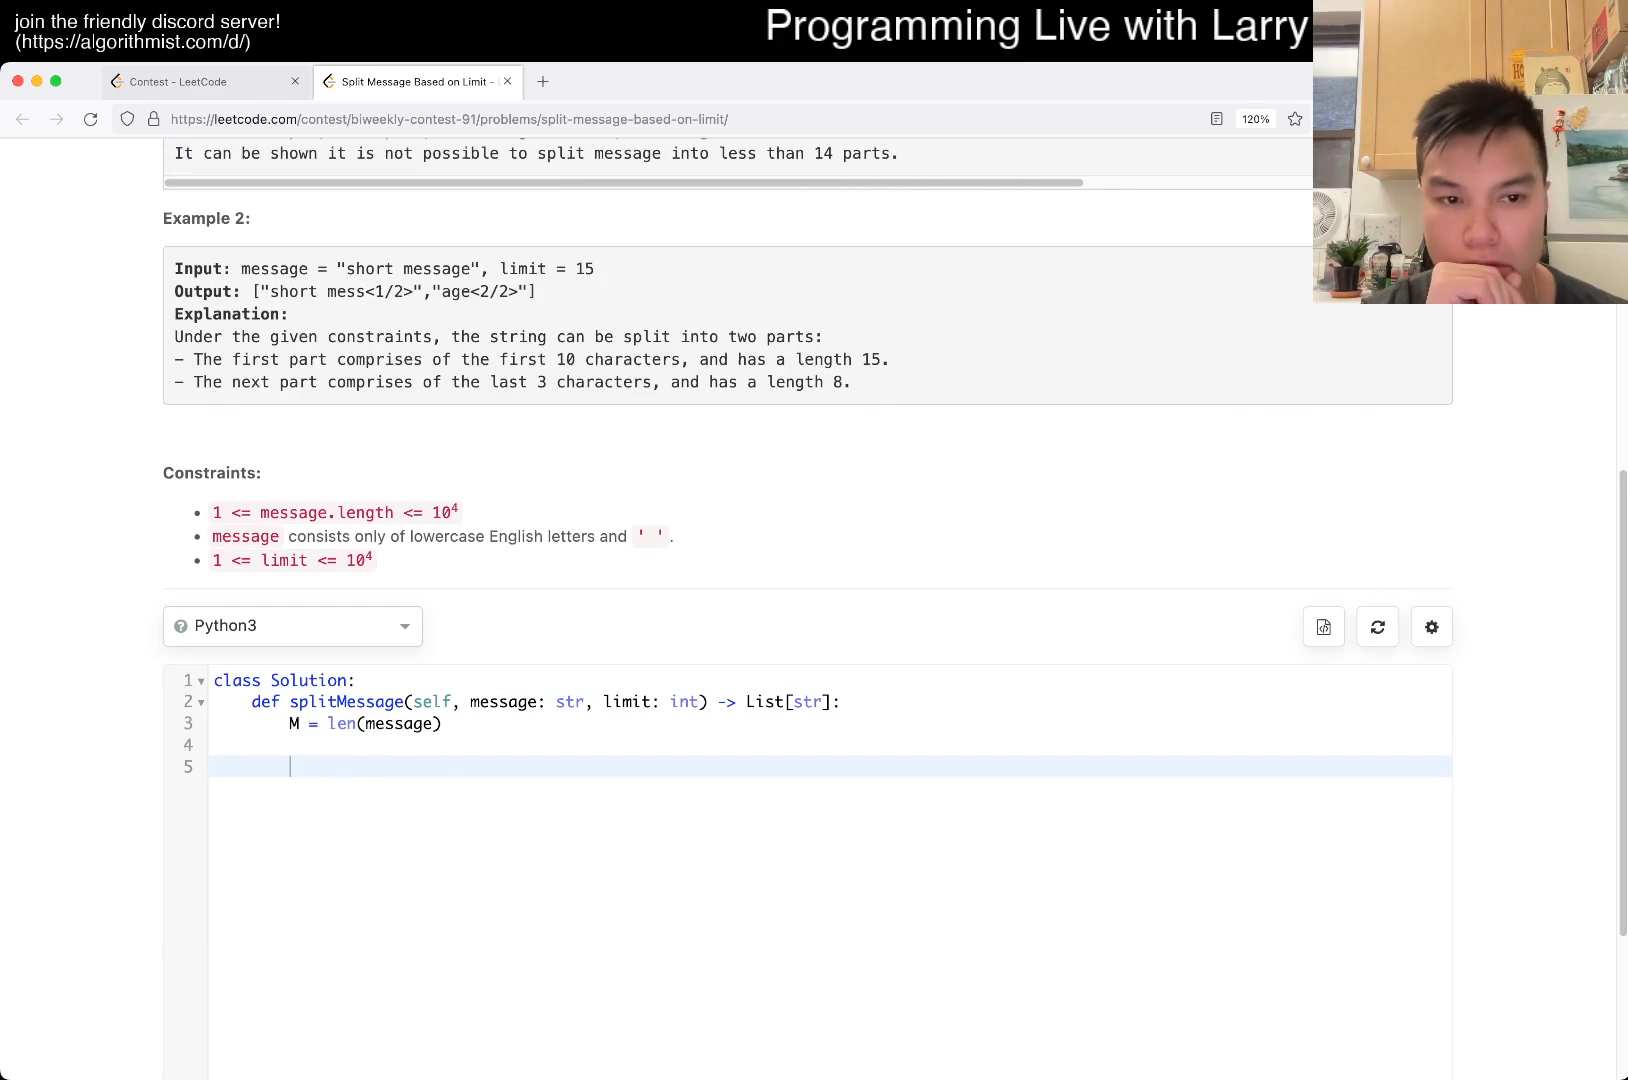 join the friendly discord server!
(https://algorithmist.com/d/)
Programming Live with Larry
Contest - LeetCode
Split Message Based on Limit -
https://leetcode.com/contest/biweekly-contest-91/problems/split-message-based-on-limit/
120%
It can be shown it is not possible to split message into less than 14 parts.
Example 2:
Input: message = "short message", limit = 15
Output: ["short mess<1/2>","age<2/2>"]
Explanation:
Under the given constraints, the string can be split into two parts:
– The first part comprises of the first 10 characters, and has a length 15.
– The next part comprises of the last 3 characters, and has a length 8.
Constraints:
• 1 <= message.length <= 10⁴
• message consists only of lowercase English letters and ' '.
• 1 <= limit <= 10⁴
Python3
1 class Solution:
2 def splitMessage(self, message: str, limit: int) -> List[str]:
3 M = len(message)
4
5